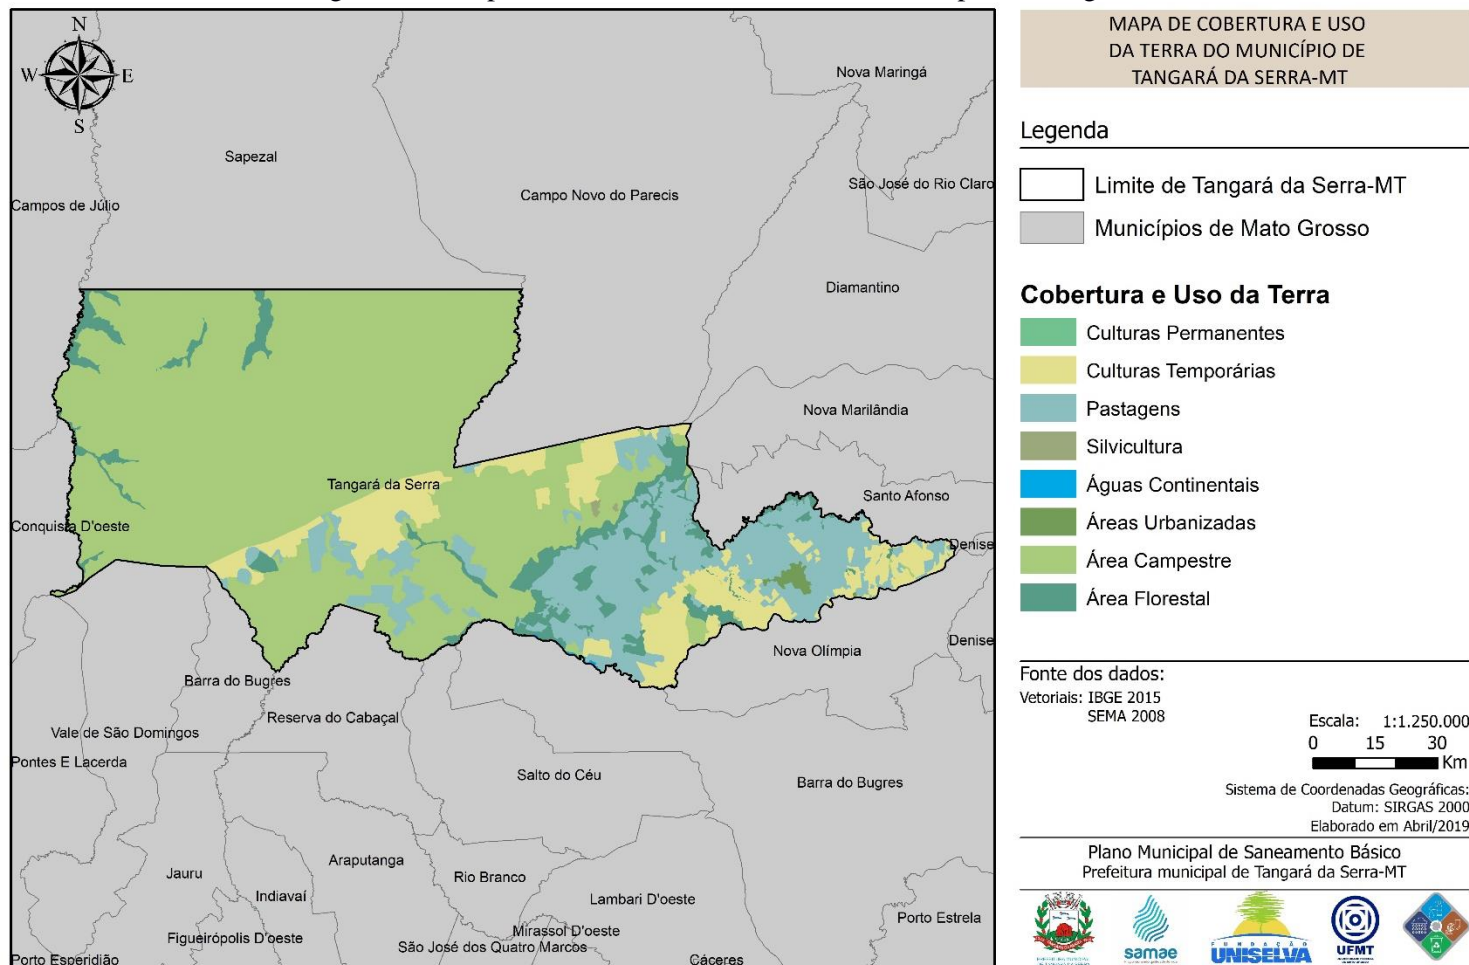 N
W
E
S
Nova Maringá
Sapezal
São José do Rio Claro
Campo Novo do Parecis
Campos de Júlio
Diamantino
Nova Marilândia
Tangará da Serra
Santo Afonso
Conquista D'oeste
Denise
Denise
Nova Olímpia
Barra do Bugres
Reserva do Cabaçal
Vale de São Domingos
Pontes E Lacerda
Salto do Céu
Barra do Bugres
Araputanga
Jauru
Rio Branco
Indiavaí
Lambari D'oeste
Porto Estrela
Mirassol D'oeste
Figueirópolis D'oeste
São José dos Quatro Marcos
Porto Esperidião
Cáceres
MAPA DE COBERTURA E USO
DA TERRA DO MUNICÍPIO DE
TANGARÁ DA SERRA-MT
Legenda
Limite de Tangará da Serra-MT
Municípios de Mato Grosso
Cobertura e Uso da Terra
Culturas Permanentes
Culturas Temporárias
Pastagens
Silvicultura
Águas Continentais
Áreas Urbanizadas
Área Campestre
Área Florestal
Fonte dos dados:
Vetoriais: IBGE 2015
SEMA 2008
Escala: 1:1.250.000
0 15 30
Km
Sistema de Coordenadas Geográficas:
Datum: SIRGAS 2000
Elaborado em Abril/2019
Plano Municipal de Saneamento Básico
Prefeitura municipal de Tangará da Serra-MT
samae
FUNDAÇÃO
UNISELVA
UFMT